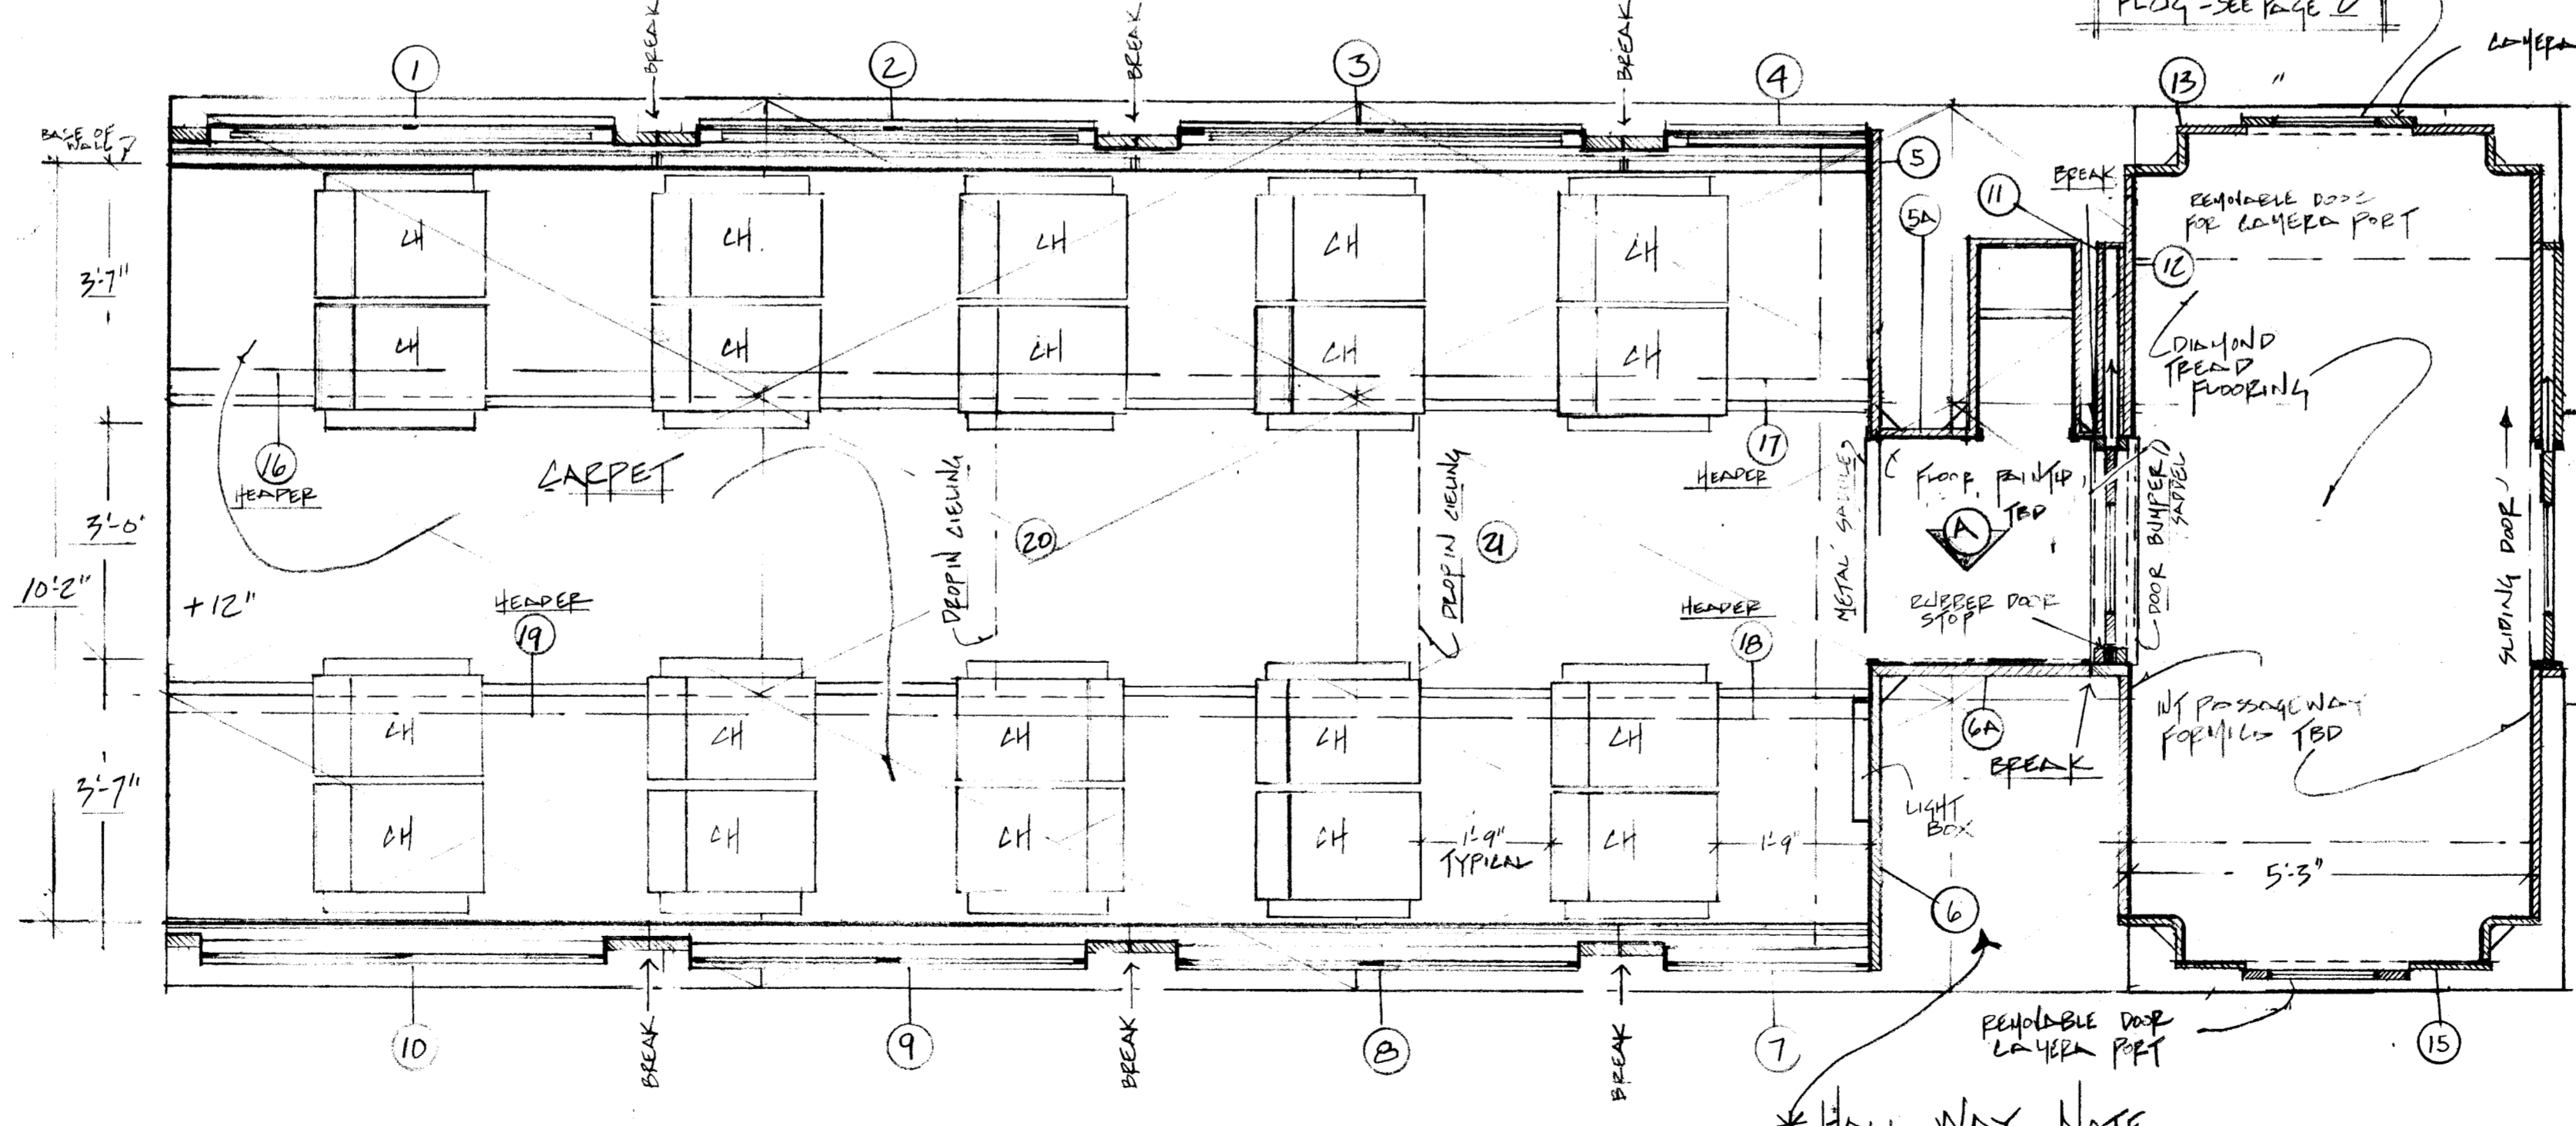 FLOG - SEE PAGE
CAMERA
BREAK
BREAK
BREAK
1
2
3
4
13
"
BASE OF
WALL
5
5A
11
BREAK
REMOVABLE DOOR
FOR CAMERA PORT
12
CH
CH.
CH
CH
CH
3'-7"
CH
CH
CH
CH
CH
DIAMOND
TREAD
FLOORING
16
HEADER
CARPET
DROP IN CIELING
20
DROP IN CIELING
21
HEADER
17
METAL
FLOOR PAINTED
TBD
A
DOOR BUMPER
SADDEL
SLIDING DOOR
3'-0"
10'-2"
+12"
HEADER
19
HEADER
18
RUBBER DOOR
STOP
CH
CH
CH
CH
CH
6A
BREAK
INT PASSAGEWAY
TBD
3'-7"
CH
CH
CH
CH
1'-9"
TYPICAL
CH
1'-9"
LIGHT
BOX
5'-3"
6
10
BREAK
9
BREAK
8
BREAK
7
REMOVABLE DOOR
CAMERA PORT
15
HALL WAY NOTE